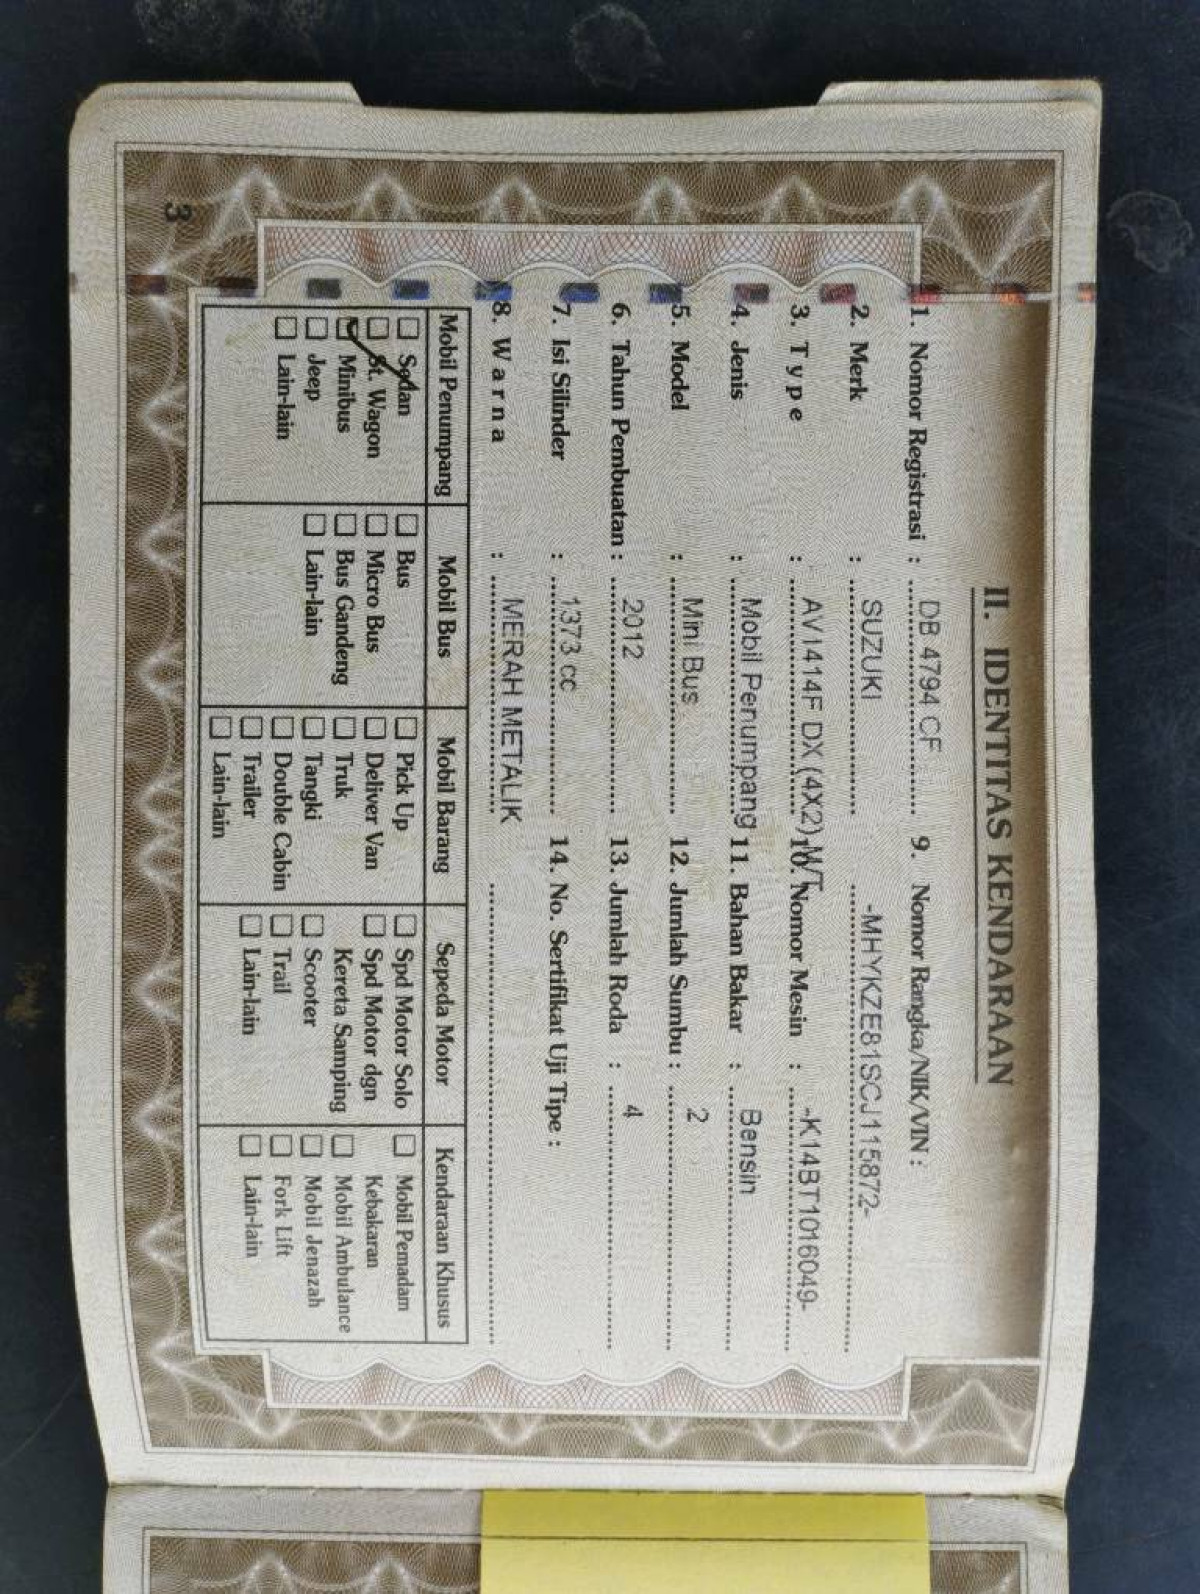 II. IDENTITAS KENDARAAN
1. Nomor Registrasi : DB 4794 CF
2. Merk : SUZUKI
3. Type : AV1414F DX (4X2) M/T
4. Jenis : Mobil Penumpang
5. Model : Mini Bus
6. Tahun Pembuatan : 2012
7. Isi Silinder : 1373 cc
8. Warna : MERAH METALIK
9. Nomor Rangka/NIK/VIN :
-MHYKZE81SCJ115872-
10. Nomor Mesin : -K14BT1016049-
11. Bahan Bakar : Bensin
12. Jumlah Sumbu : 2
13. Jumlah Roda : 4
14. No. Sertifikat Uji Tipe :
Mobil Penumpang
Sedan
St. Wagon
Minibus
Jeep
Lain-lain
Mobil Bus
Bus
Micro Bus
Bus Gandeng
Lain-lain
Mobil Barang
Pick Up
Deliver Van
Truk
Tangki
Double Cabin
Trailer
Lain-lain
Sepeda Motor
Spd Motor Solo
Spd Motor dgn
Kereta Samping
Scooter
Trail
Lain-lain
Kendaraan Khusus
Mobil Pemadam
Kebakaran
Mobil Ambulance
Mobil Jenazah
Fork Lift
Lain-lain
3